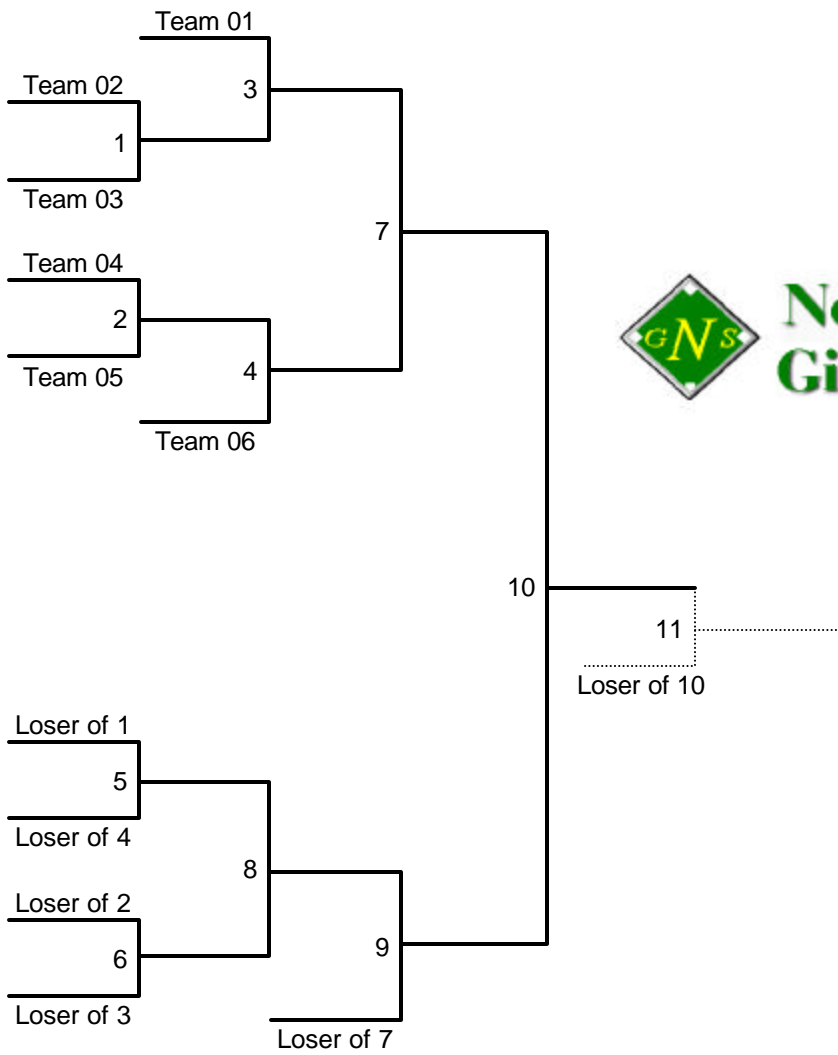 Team 01
Team 02
3
1
Team 03
7
Team 04
2
Team 05
4
Team 06
GNS
10
11
Loser of 10
Loser of 1
5
Loser of 4
8
Loser of 2
6
9
Loser of 3
Loser of 7